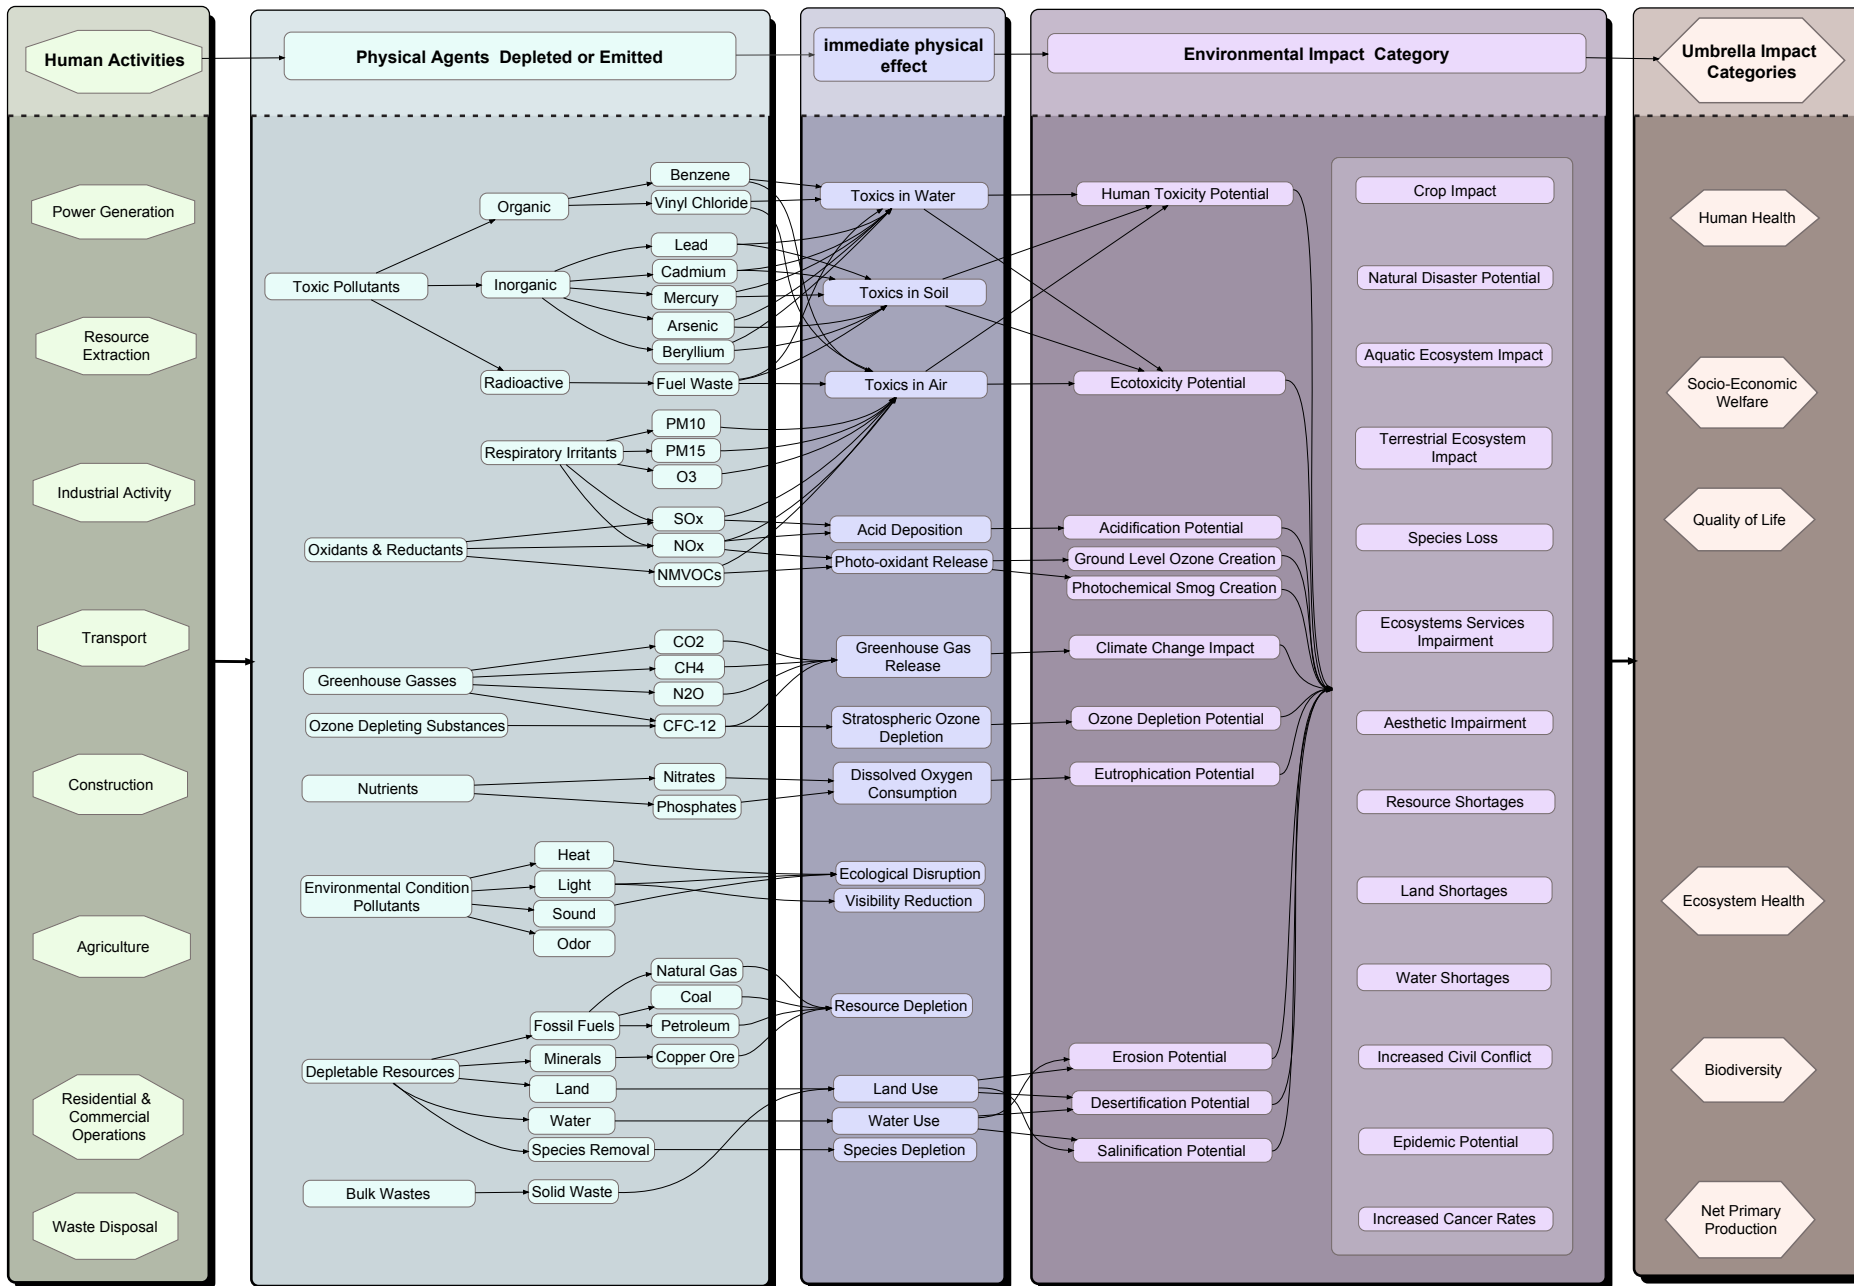 Human Activities
Physical Agents Depleted or Emitted
immediate physical
effect
Environmental Impact Category
Umbrella Impact
Categories
Power Generation
Resource
Extraction
Industrial Activity
Transport
Construction
Agriculture
Residential &
Commercial
Operations
Waste Disposal
Toxic Pollutants
Organic
Inorganic
Radioactive
Benzene
Vinyl Chloride
Lead
Cadmium
Mercury
Arsenic
Beryllium
Fuel Waste
Respiratory Irritants
PM10
PM15
O3
Oxidants & Reductants
SOx
NOx
NMVOCs
Greenhouse Gasses
CO2
CH4
N2O
Ozone Depleting Substances
CFC-12
Nutrients
Nitrates
Phosphates
Environmental Condition
Pollutants
Heat
Light
Sound
Odor
Depletable Resources
Fossil Fuels
Natural Gas
Coal
Petroleum
Minerals
Copper Ore
Land
Water
Species Removal
Bulk Wastes
Solid Waste
Toxics in Water
Toxics in Soil
Toxics in Air
Acid Deposition
Photo-oxidant Release
Greenhouse Gas
Release
Stratospheric Ozone
Depletion
Dissolved Oxygen
Consumption
Ecological Disruption
Visibility Reduction
Resource Depletion
Land Use
Water Use
Species Depletion
Human Toxicity Potential
Ecotoxicity Potential
Acidification Potential
Ground Level Ozone Creation
Photochemical Smog Creation
Climate Change Impact
Ozone Depletion Potential
Eutrophication Potential
Erosion Potential
Desertification Potential
Salinification Potential
Crop Impact
Natural Disaster Potential
Aquatic Ecosystem Impact
Terrestrial Ecosystem
Impact
Species Loss
Ecosystems Services
Impairment
Aesthetic Impairment
Resource Shortages
Land Shortages
Water Shortages
Increased Civil Conflict
Epidemic Potential
Increased Cancer Rates
Human Health
Socio-Economic
Welfare
Quality of Life
Ecosystem Health
Biodiversity
Net Primary
Production